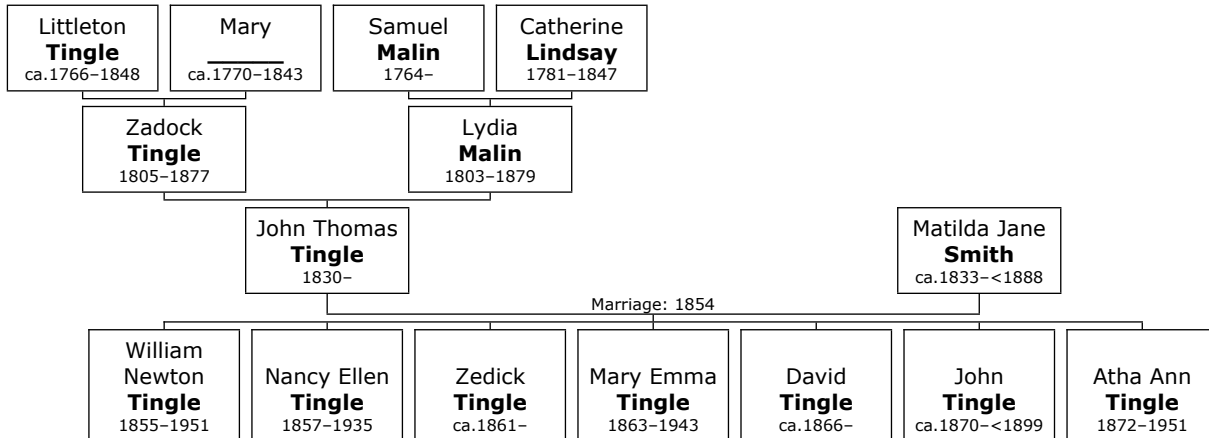 Littleton
Tingle
ca.1766–1848
Mary
________
ca.1770–1843
Samuel
Malin
1764–
Catherine
Lindsay
1781–1847
Zadock
Tingle
1805–1877
Lydia
Malin
1803–1879
John Thomas
Tingle
1830–
Matilda Jane
Smith
ca.1833–<1888
Marriage: 1854
William
Newton
Tingle
1855–1951
Nancy Ellen
Tingle
1857–1935
Zedick
Tingle
ca.1861–
Mary Emma
Tingle
1863–1943
David
Tingle
ca.1866–
John
Tingle
ca.1870–<1899
Atha Ann
Tingle
1872–1951